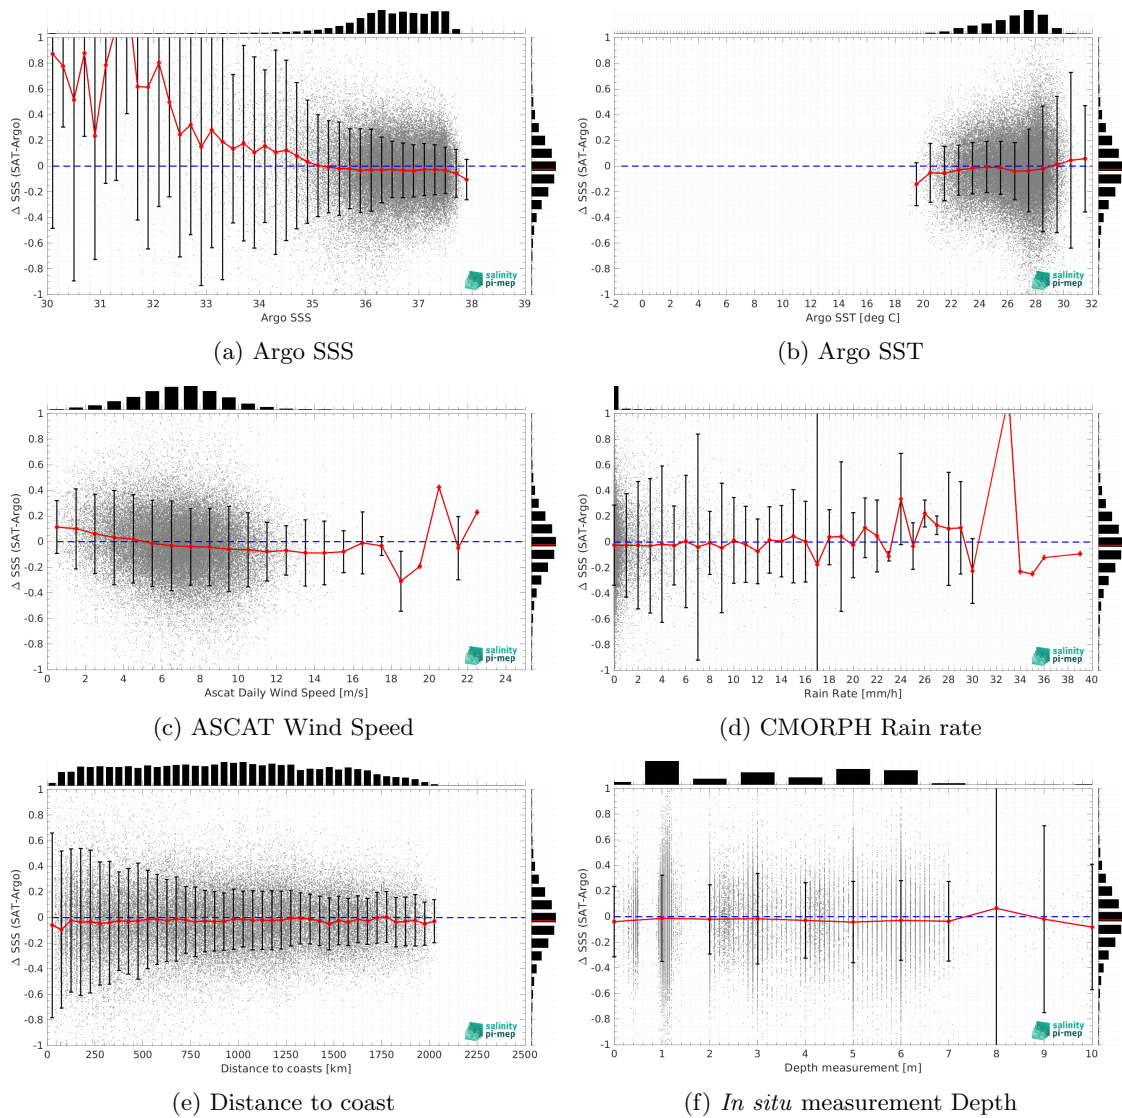 1
0.8
0.6
0.4
0.2
0
-0.2
-0.4
-0.6
-0.8
-1
Δ SSS (SAT-Argo)
30 31 32 33 34 35 36 37 38 39
Argo SSS
salinity
pi-mep
(a) Argo SSS
1
0.8
0.6
0.4
0.2
0
-0.2
-0.4
-0.6
-0.8
-1
Δ SSS (SAT-Argo)
-2 0 2 4 6 8 10 12 14 16 18 20 22 24 26 28 30 32
Argo SST [deg C]
salinity
pi-mep
(b) Argo SST
1
0.8
0.6
0.4
0.2
0
-0.2
-0.4
-0.6
-0.8
-1
Δ SSS (SAT-Argo)
0 2 4 6 8 10 12 14 16 18 20 22 24
Ascat Daily Wind Speed [m/s]
salinity
pi-mep
(c) ASCAT Wind Speed
1
0.8
0.6
0.4
0.2
0
-0.2
-0.4
-0.6
-0.8
-1
Δ SSS (SAT-Argo)
0 2 4 6 8 10 12 14 16 18 20 22 24 26 28 30 32 34 36 38 40
Rain Rate [mm/h]
salinity
pi-mep
(d) CMORPH Rain rate
1
0.8
0.6
0.4
0.2
0
-0.2
-0.4
-0.6
-0.8
-1
Δ SSS (SAT-Argo)
0 250 500 750 1000 1250 1500 1750 2000 2250 2500
Distance to coasts [km]
salinity
pi-mep
(e) Distance to coast
1
0.8
0.6
0.4
0.2
0
-0.2
-0.4
-0.6
-0.8
-1
Δ SSS (SAT-Argo)
0 1 2 3 4 5 6 7 8 9 10
Depth measurement [m]
salinity
pi-mep
(f) In situ measurement Depth